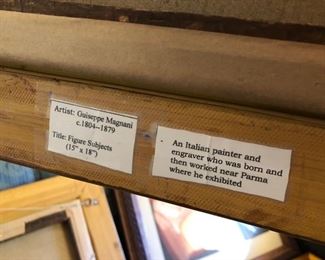 Artist: Guiseppe Magnani
c.1804--1879
Title: Figure Subjects
(15" x 18")
An Italian painter and
engraver who was born and
then worked near Parma
where he exhibited